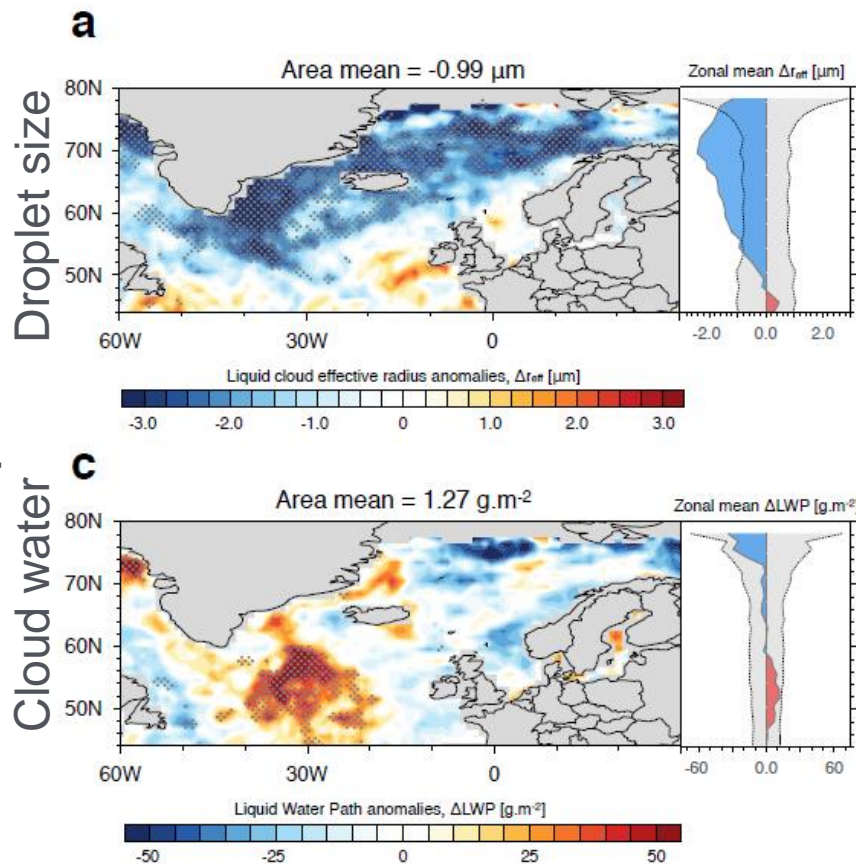 a
Droplet size
Area mean = -0.99 μm
Zonal mean Δreff [μm]
80N
70N
60N
50N
60W 30W 0
-2.0 0.0 2.0
Liquid cloud effective radius anomalies, Δreff [μm]
-3.0 -2.0 -1.0 0 1.0 2.0 3.0
c
Cloud water
Area mean = 1.27 g.m-2
Zonal mean ΔLWP [g.m-2]
80N
70N
60N
50N
60W 30W 0
-60 0.0 60
Liquid Water Path anomalies, ΔLWP [g.m-2]
-50 -25 0 25 50